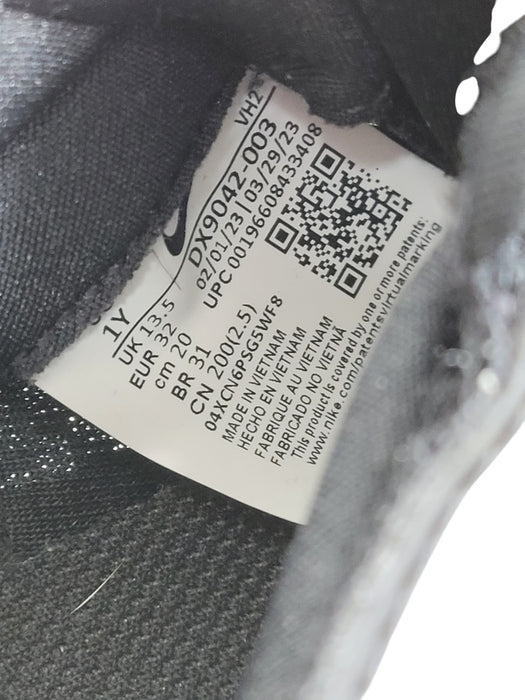 VH2
1Y
DX9042-003
UK 13.5
02/01/23 03/29/23
EUR 32
UPC 00196608433408
cm 20
BR 31
CN 200(2.5)
04XCN6PSG5WF8
MADE IN VIETNAM
HECHO EN VIETNAM
FABRIQUE AU VIETNAM
FABRICADO NO VIETNÃ
This product is covered by one or more patents:
www.nike.com/patentsvirtualmarking